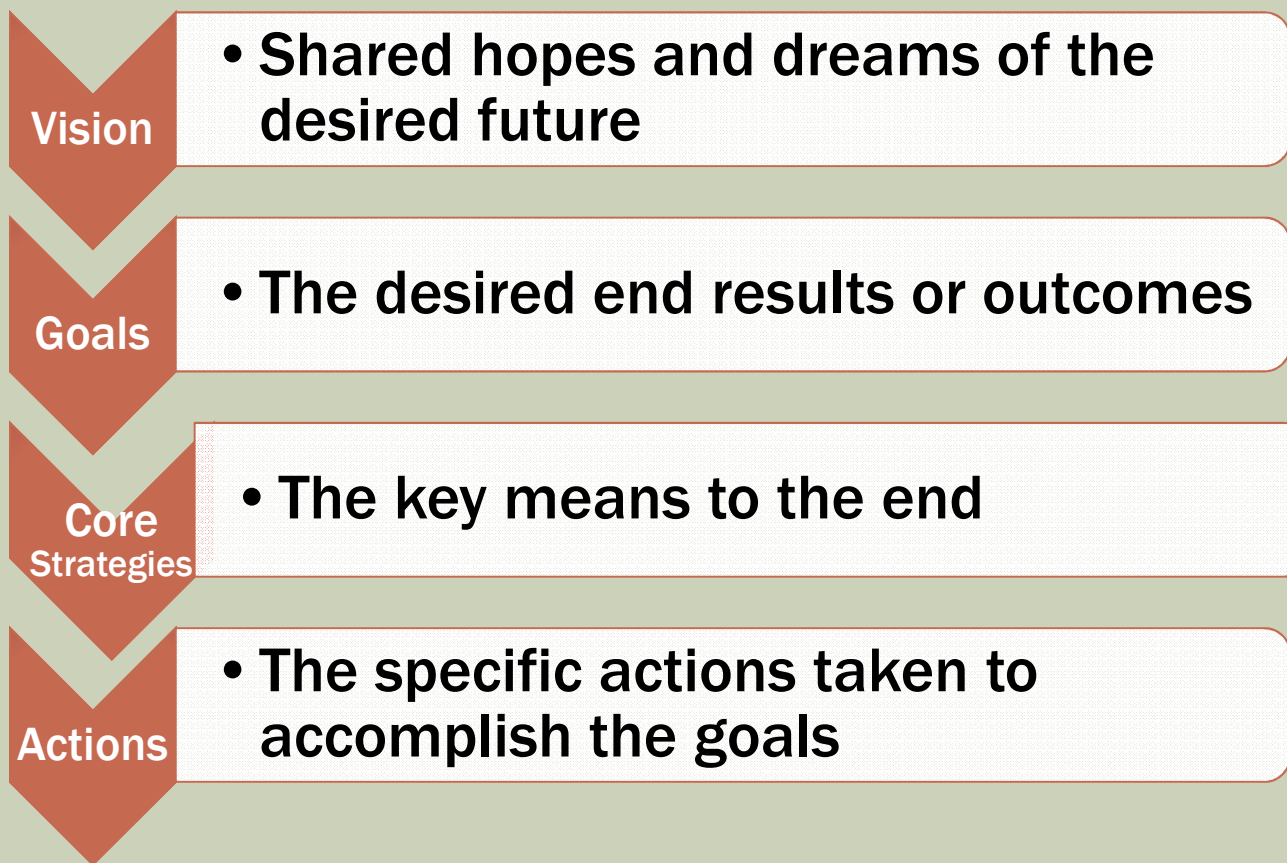 Vision
• Shared hopes and dreams of the
desired future
Goals
• The desired end results or outcomes
Core
Strategies
• The key means to the end
Actions
• The specific actions taken to
accomplish the goals